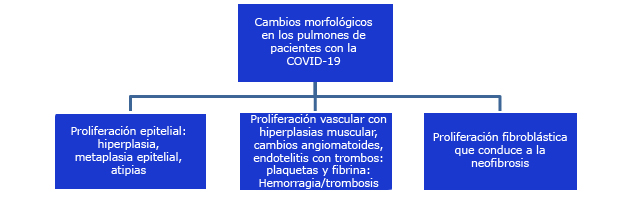 Cambios morfológicos
en los pulmones de
pacientes con la
COVID-19
Proliferación epitelial:
hiperplasia,
metaplasia epitelial,
atipias
Proliferación vascular con
hiperplasias muscular,
cambios angiomatoides,
endotelitis con trombos:
plaquetas y fibrina:
Hemorragia/trombosis
Proliferación fibroblástica
que conduce a la
neofibrosis